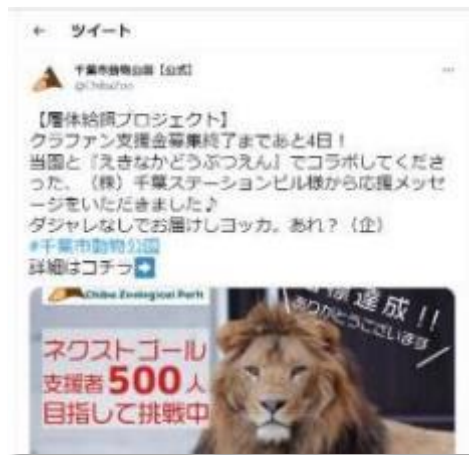 ← ツイート
千葉市動物公園【公式】
@ChibaZoo
【屠体給餌プロジェクト】
クラファン支援金募集終了まであと4日！
当園と『えきなかどうぶつえん』でコラボしてくださ
った、（株）千葉ステーションビル様から応援メッセ
ージをいただきました♪
ダジャレなしでお届けしヨッカ。あれ？（企）
#千葉市動物公園
詳細はコチラ➡
Chiba Zoological Park
標達成!!
ありがとうございます
ネクストゴール
支援者500人
目指して挑戦中